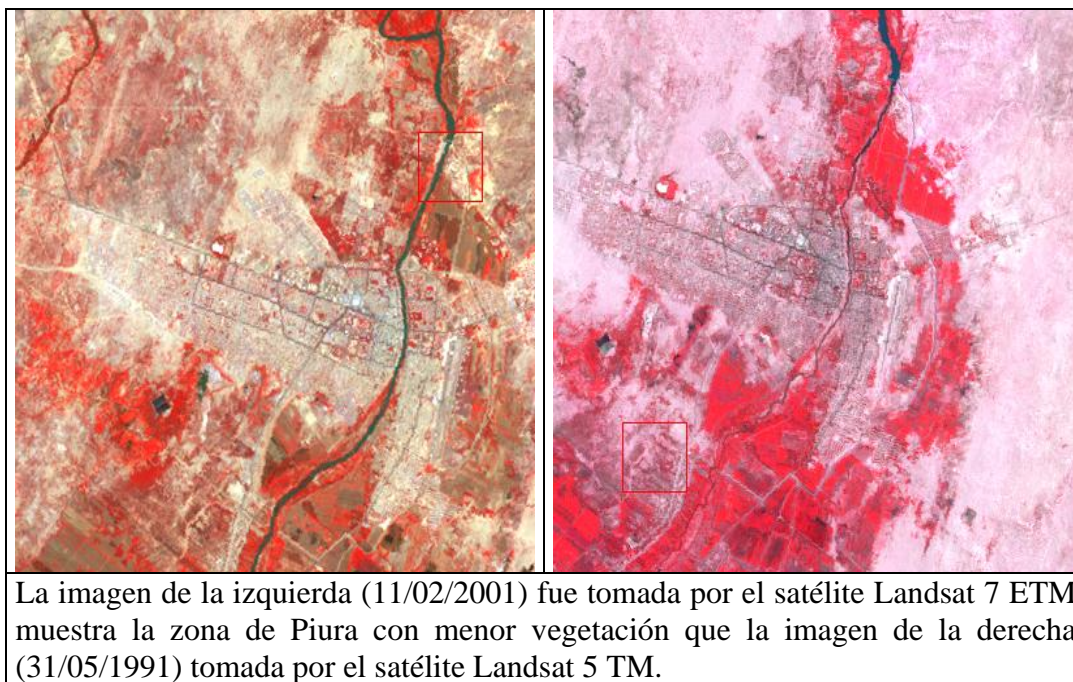 La imagen de la izquierda (11/02/2001) fue tomada por el satélite Landsat 7 ETM
muestra la zona de Piura con menor vegetación que la imagen de la derecha
(31/05/1991) tomada por el satélite Landsat 5 TM.